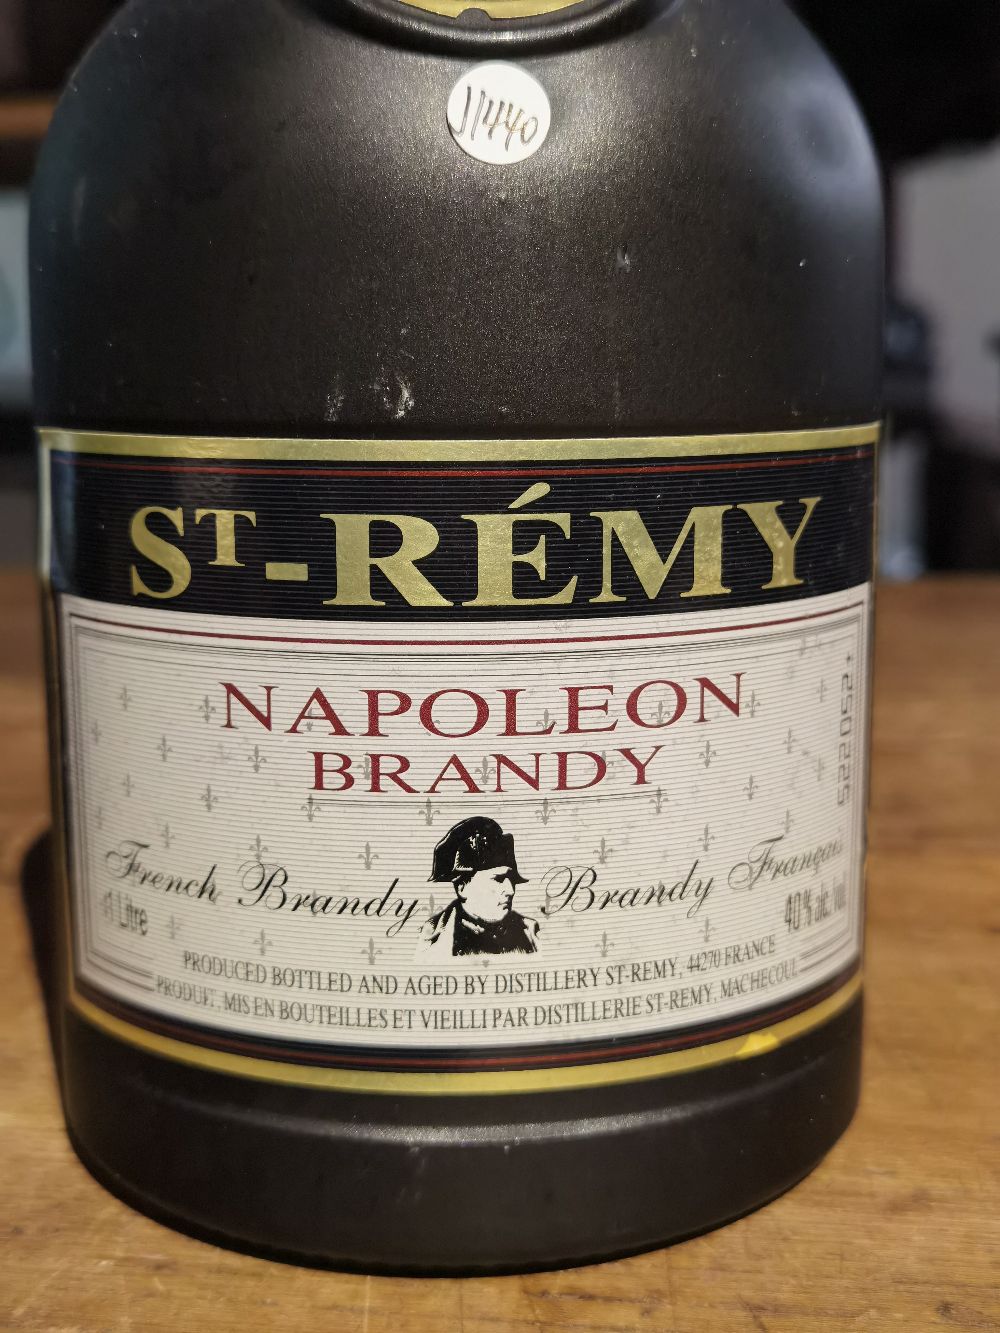 11440
ST-RÉMY
NAPOLEON
BRANDY
French Brandy Brandy Français
1 Litre 40% alc. vol.
PRODUCED BOTTLED AND AGED BY DISTILLERY ST-REMY, 44270 FRANCE
PRODUIT, MIS EN BOUTEILLES ET VIEILLI PAR DISTILLERIE ST-REMY, MACHECOUL
+250225